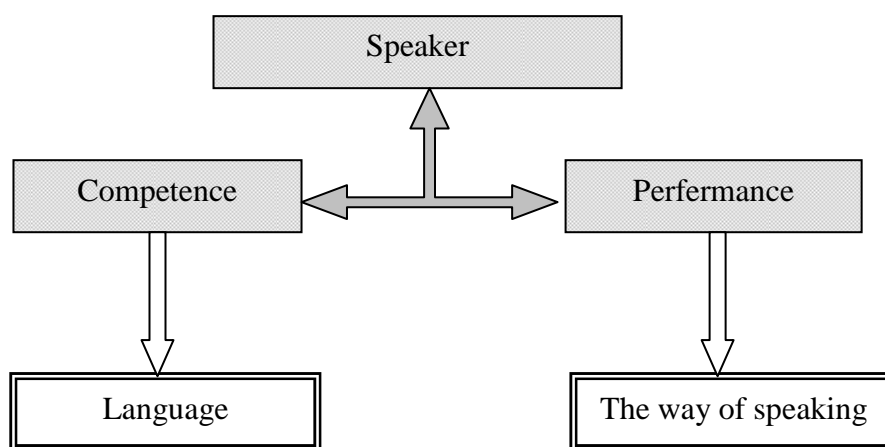 Speaker
Competence
Perfermance
Language
The way of speaking